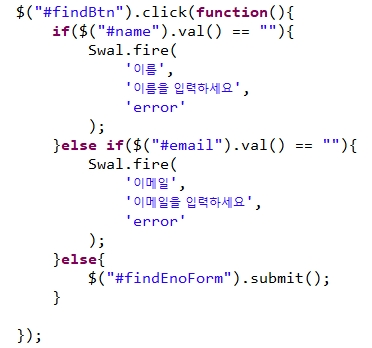 $("#findBtn").click(function(){
    if($("#name").val() == ""){
        Swal.fire(
            '이름',
            '이름을 입력하세요',
            'error'
        );
    }else if($("#email").val() == ""){
        Swal.fire(
            '이메일',
            '이메일을 입력하세요',
            'error'
        );
    }else{
        $("#findEnoForm").submit();
    }
});